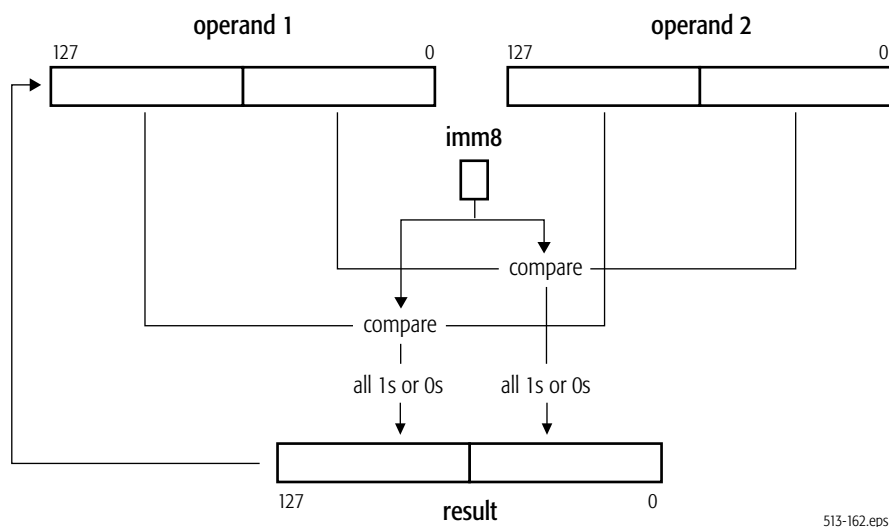 operand 1 operand 2
127 0 127 0
imm8
compare
compare
all 1s or 0s all 1s or 0s
127 result 0
513-162.eps